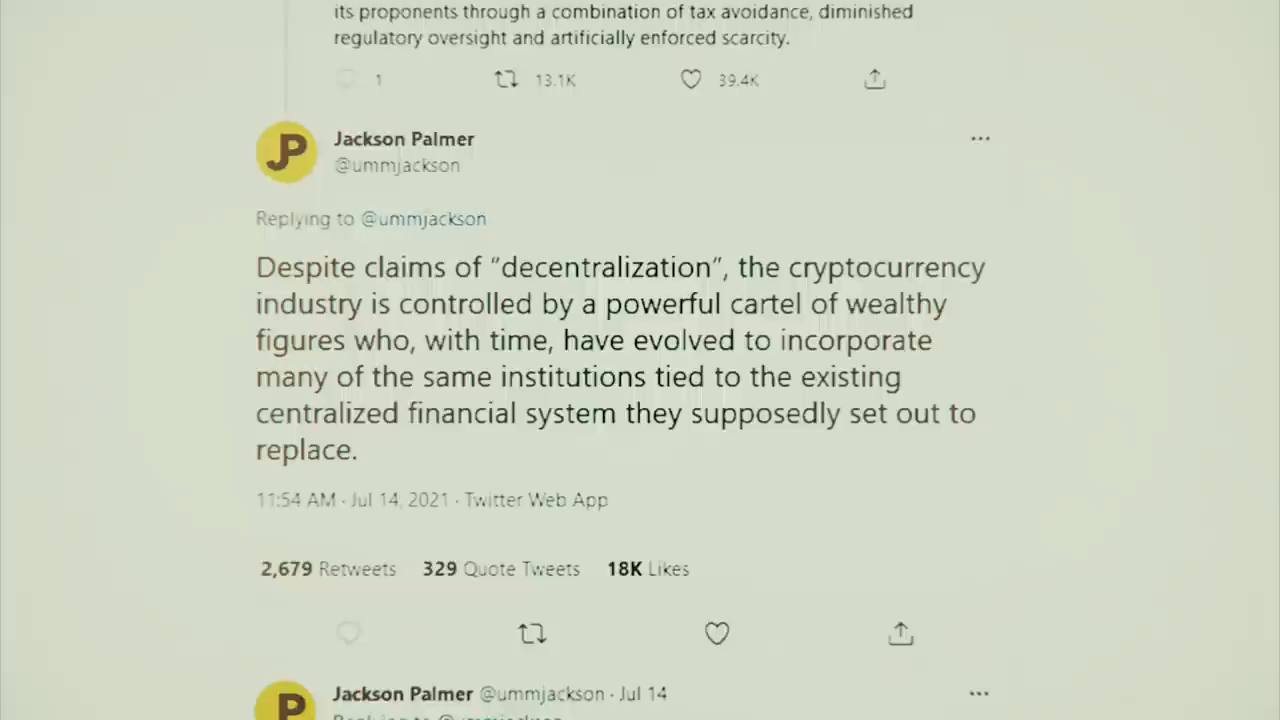 its proponents through a combination of tax avoidance, diminished
regulatory oversight and artificially enforced scarcity.
1 13.1K 39.4K
JP
Jackson Palmer
@ummjackson
Replying to @ummjackson
Despite claims of “decentralization”, the cryptocurrency
industry is controlled by a powerful cartel of wealthy
figures who, with time, have evolved to incorporate
many of the same institutions tied to the existing
centralized financial system they supposedly set out to
replace.
11:54 AM · Jul 14, 2021 · Twitter Web App
2,679 Retweets 329 Quote Tweets 18K Likes
P
Jackson Palmer @ummjackson · Jul 14
Replying to @ummjackson